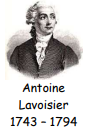 Antoine
Lavoisier
1743 – 1794